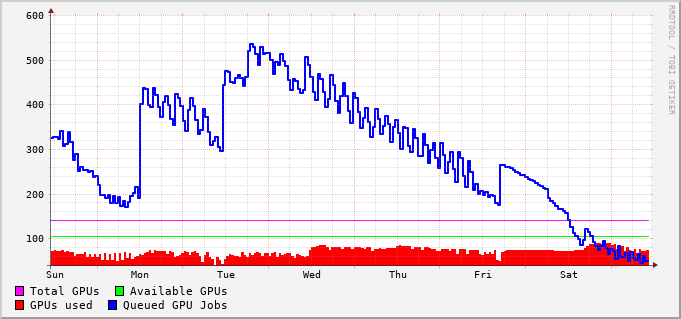 600
500
400
300
200
100
Sun Mon Tue Wed Thu Fri Sat
Total GPUs Available GPUs
GPUs used Queued GPU Jobs
RRDTOOL / TOBI OETIKER